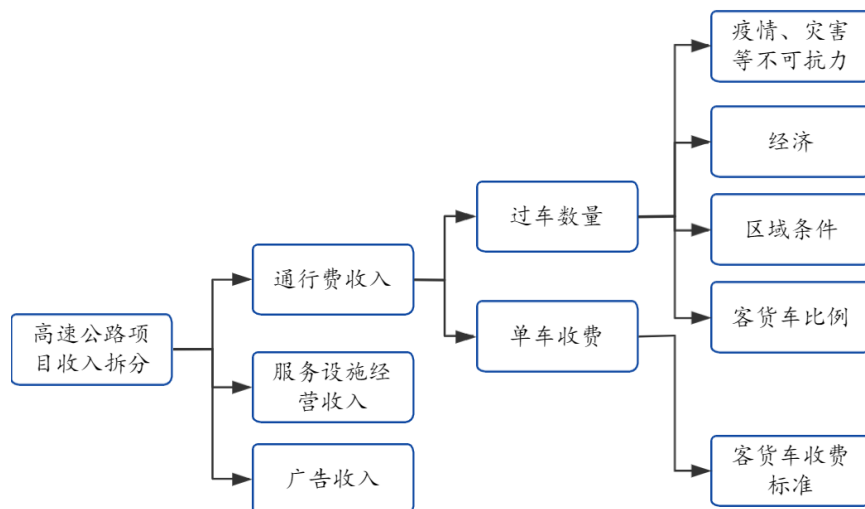 高速公路项
目收入拆分
通行费收入
服务设施经
营收入
广告收入
过车数量
单车收费
疫情、灾害
等不可抗力
经济
区域条件
客货车比例
客货车收费
标准